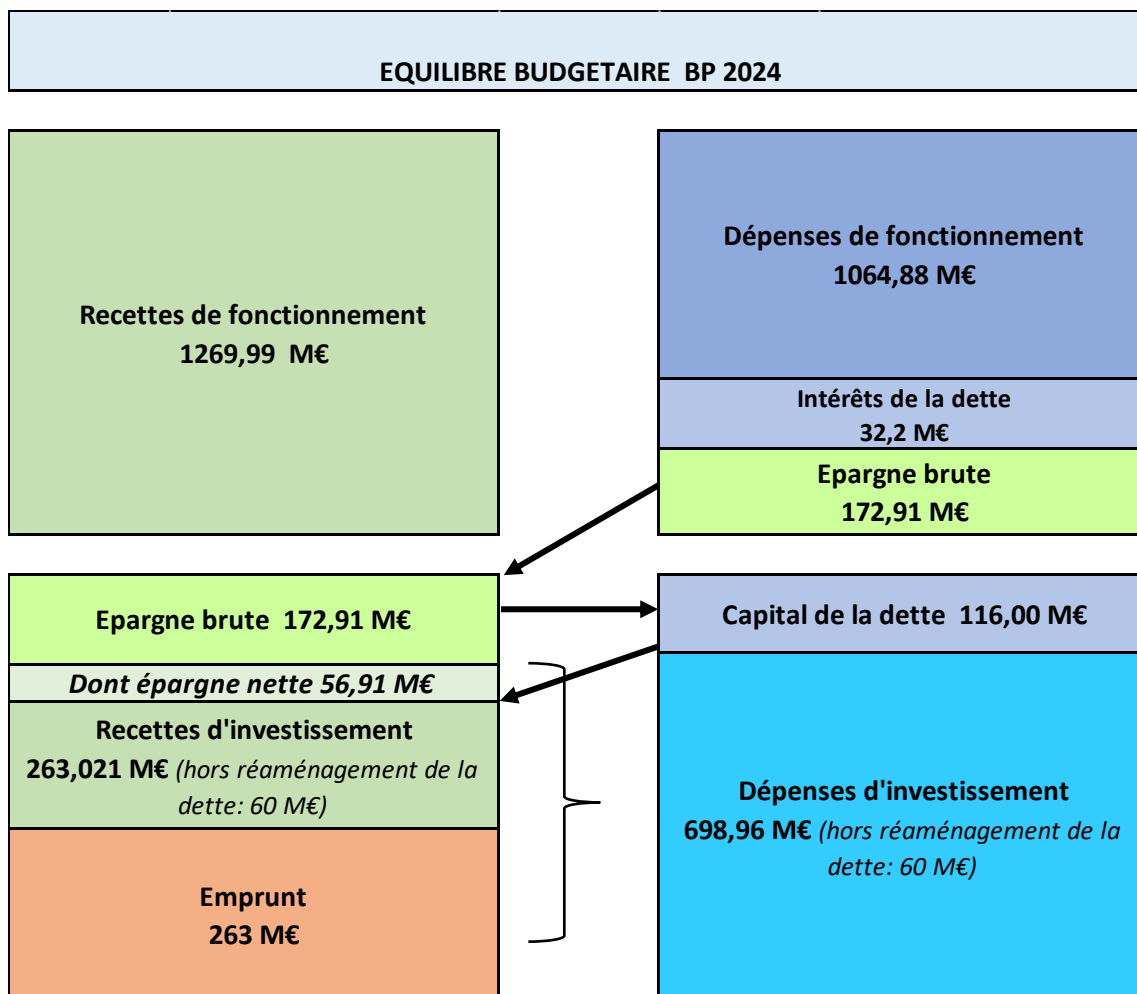 EQUILIBRE BUDGETAIRE BP 2024
Recettes de fonctionnement
1269,99 M€
Dépenses de fonctionnement
1064,88 M€
Intérêts de la dette
32,2 M€
Epargne brute
172,91 M€
Epargne brute 172,91 M€
Dont épargne nette 56,91 M€
Recettes d'investissement
263,021 M€ (hors réaménagement de la
dette: 60 M€)
Emprunt
263 M€
Capital de la dette 116,00 M€
Dépenses d'investissement
698,96 M€ (hors réaménagement de la
dette: 60 M€)